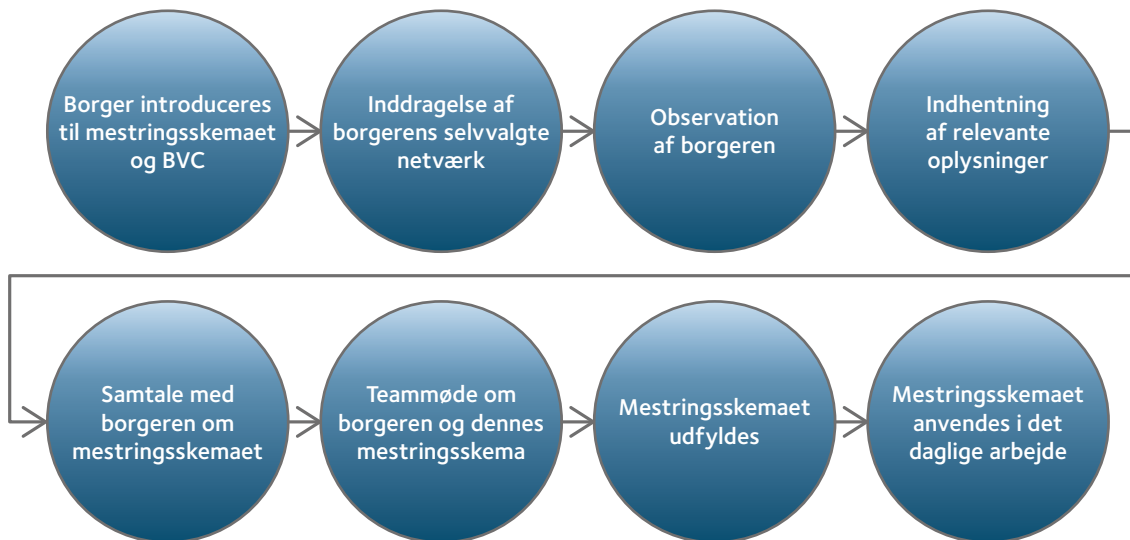 Borger introduceres
til mestringsskemaet
og BVC
Inddragelse af
borgerens selvvalgte
netværk
Observation
af borgeren
Indhentning
af relevante
oplysninger
Samtale med
borgeren om
mestringsskemaet
Teammøde om
borgeren og dennes
mestringsskema
Mestringsskemaet
udfyldes
Mestringsskemaet
anvendes i det
daglige arbejde